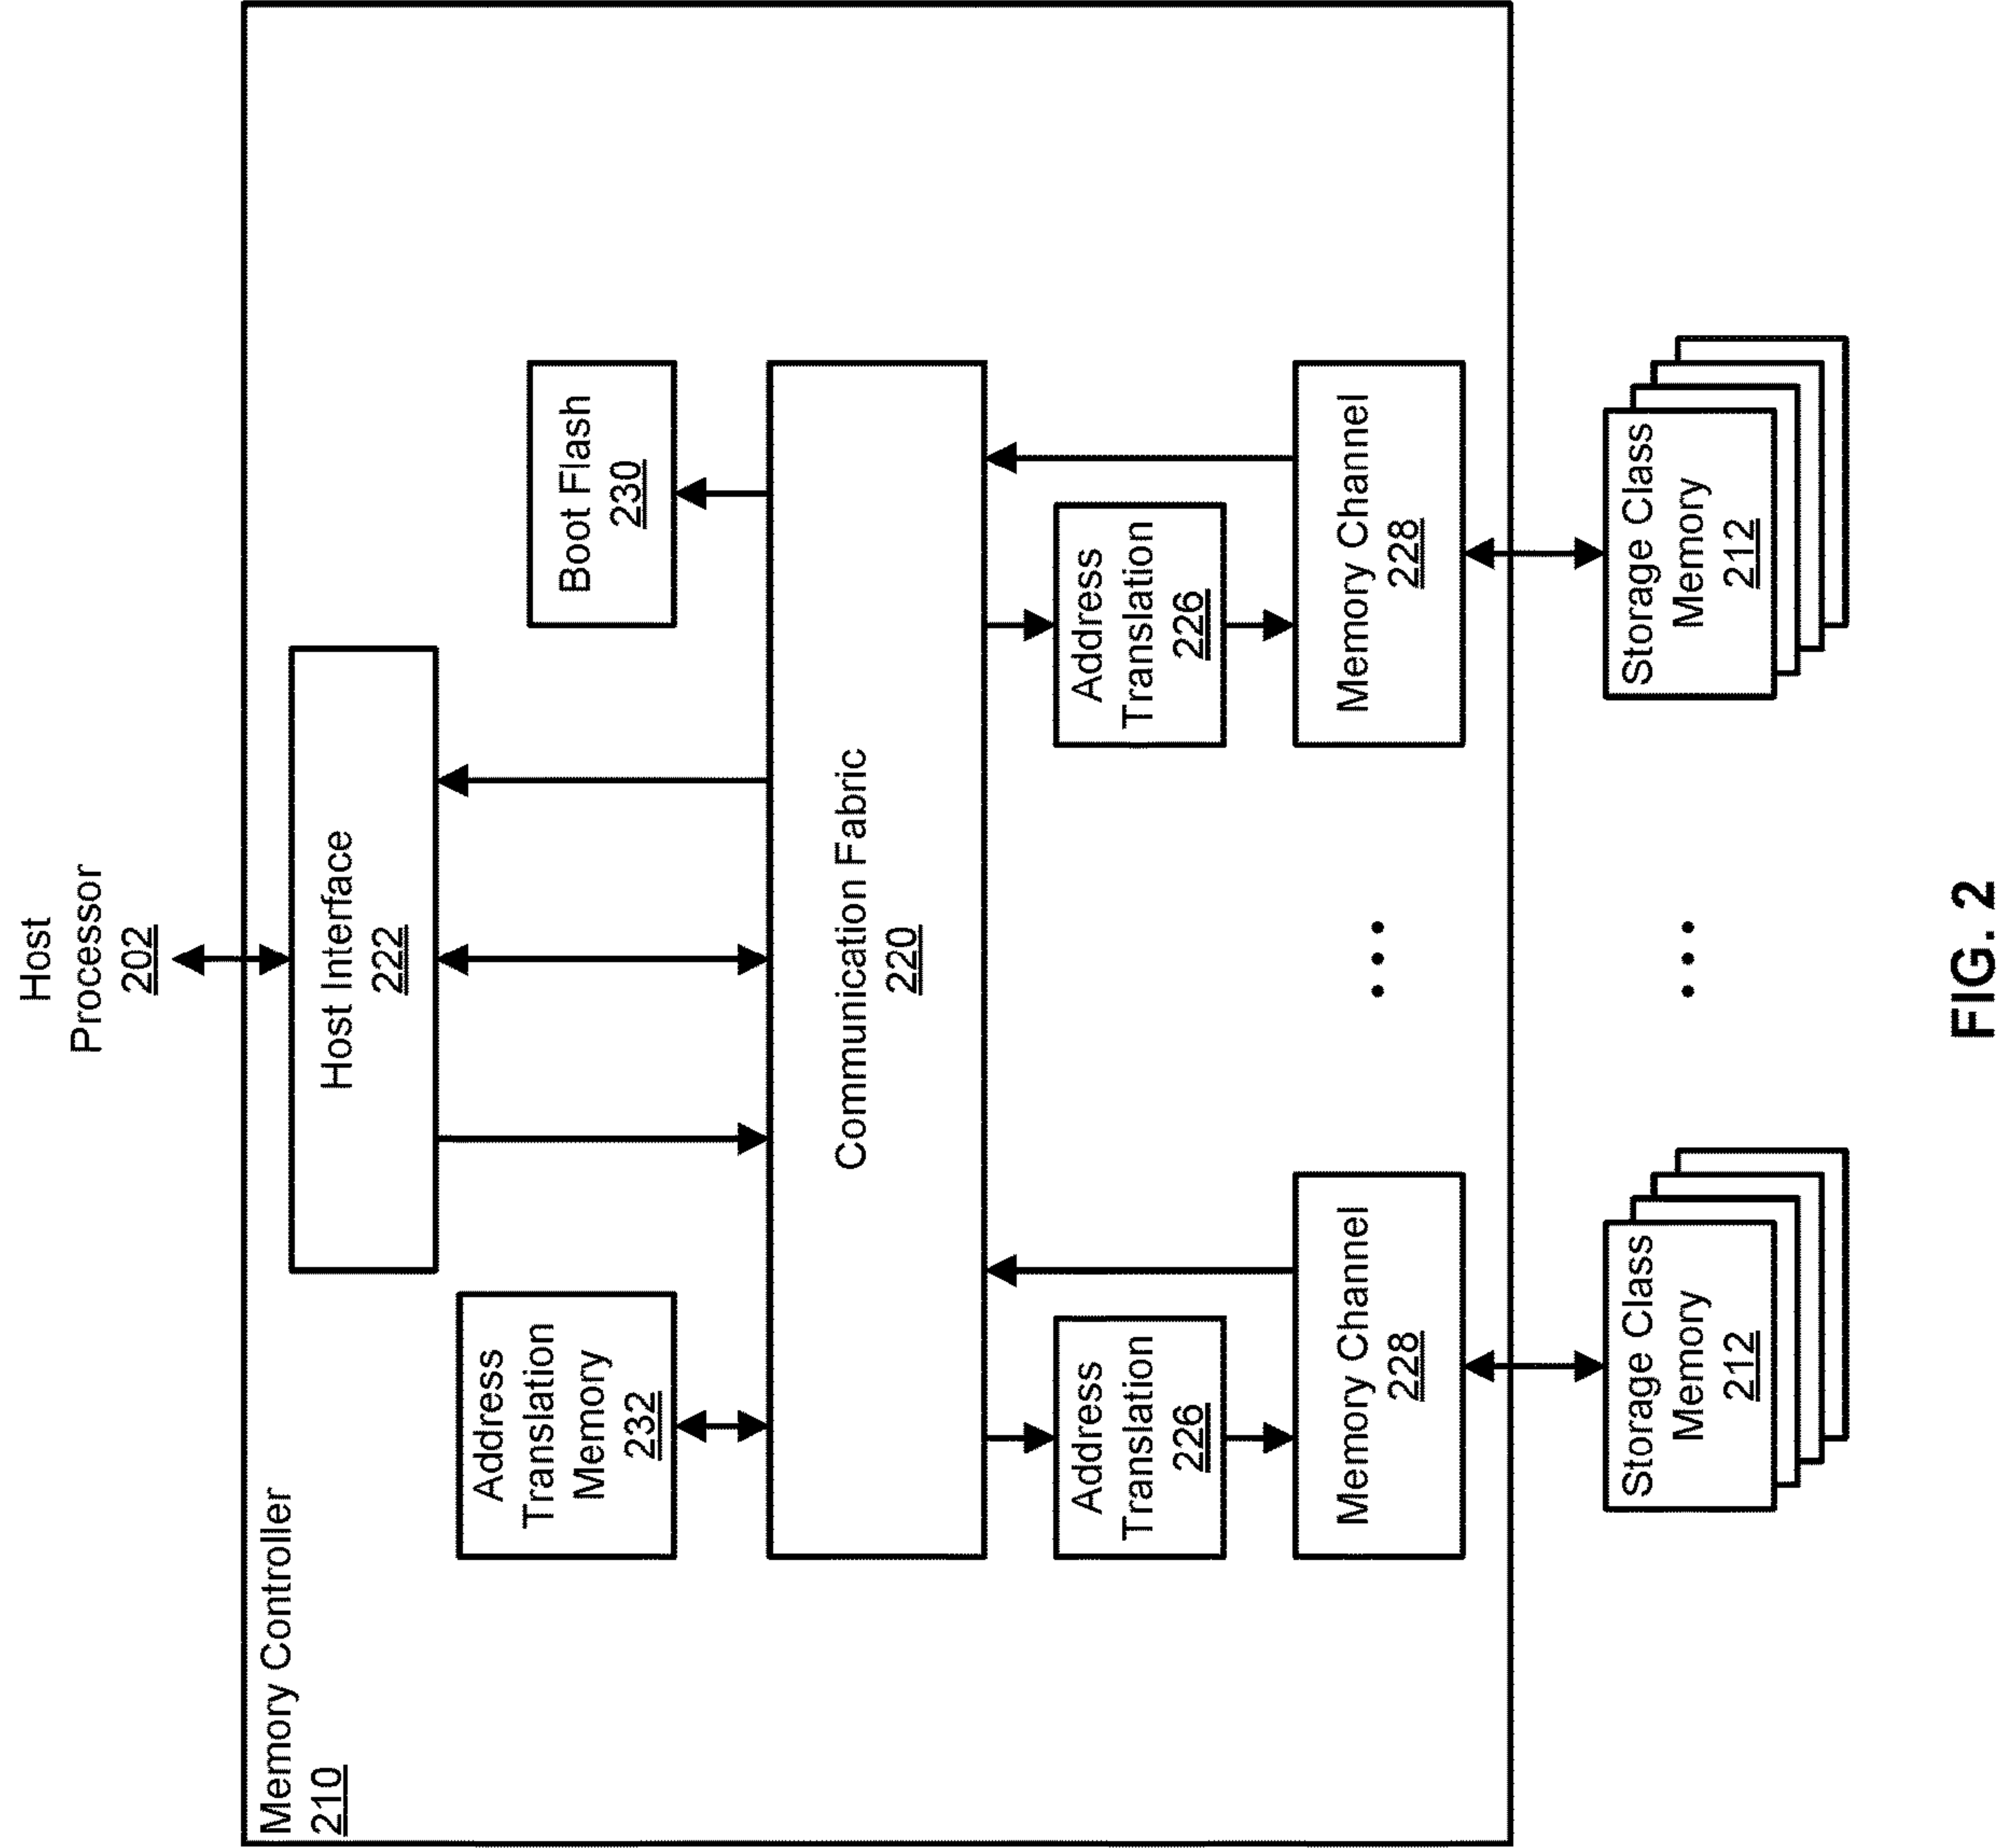 Host
Processor
202
Memory Controller
210
Host Interface
222
Address
Translation
Memory
232
Boot Flash
230
Communication Fabric
220
Address
Translation
226
Address
Translation
226
Memory Channel
228
Memory Channel
228
Storage Class
Memory
212
Storage Class
Memory
212
FIG. 2